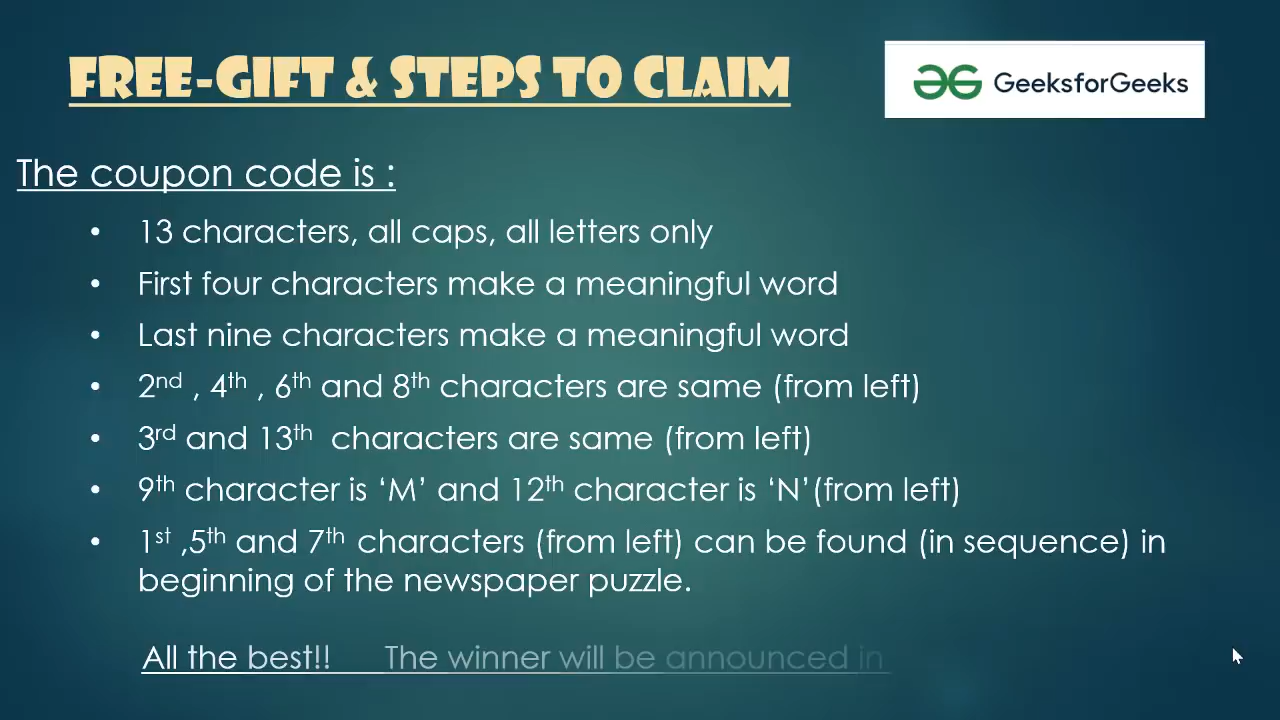 FREE-GIFT & STEPS TO CLAIM
GeeksforGeeks
The coupon code is :
• 13 characters, all caps, all letters only
• First four characters make a meaningful word
• Last nine characters make a meaningful word
• 2nd , 4th , 6th and 8th characters are same (from left)
• 3rd and 13th characters are same (from left)
• 9th character is ‘M’ and 12th character is ‘N’(from left)
• 1st ,5th and 7th characters (from left) can be found (in sequence) in
beginning of the newspaper puzzle.
All the best!! The winner will be announced in